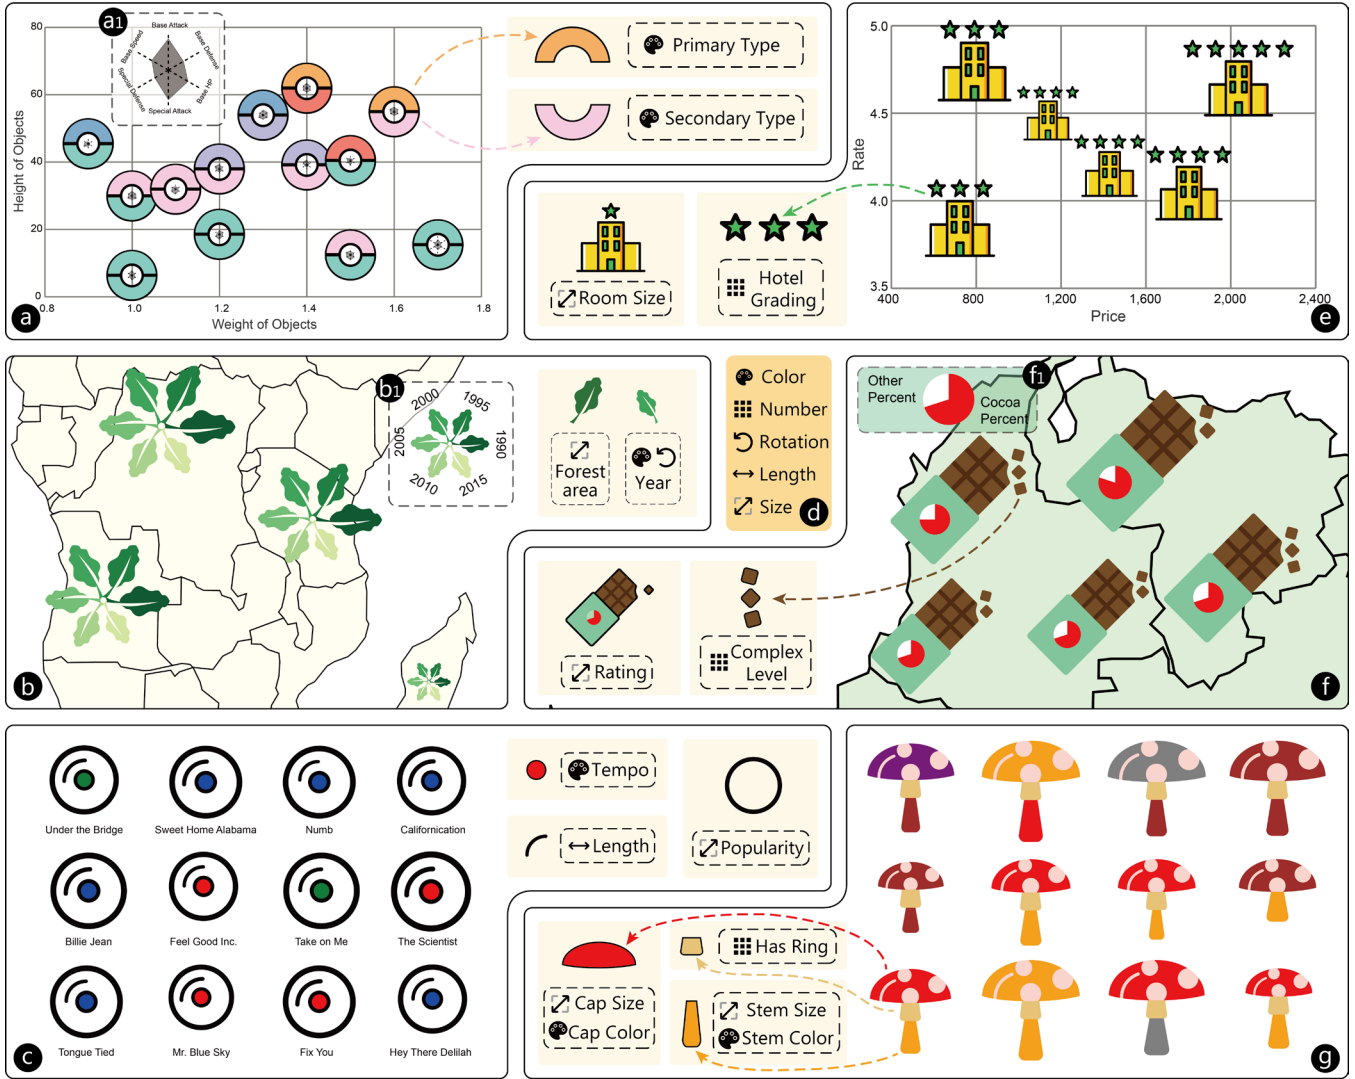 a1
Base Attack
Base Speed
Base Defense
Special Defense
Base HP
Special Attack
80
60
40
20
0
Height of Objects
0.8
1.0
1.2
1.4
1.6
1.8
Weight of Objects
a
Primary Type
Secondary Type
Room Size
Hotel
Grading
5.0
4.5
4.0
3.5
Rate
400
800
1,200
1,600
2,000
2,400
Price
e
b1
2000
1995
2005
1990
2010
2015
Forest
area
Year
b
Color
Number
Rotation
Length
Size
d
f1
Other
Percent
Cocoa
Percent
Rating
Complex
Level
f
Under the Bridge
Sweet Home Alabama
Numb
Californication
Billie Jean
Feel Good Inc.
Take on Me
The Scientist
Tongue Tied
Mr. Blue Sky
Fix You
Hey There Delilah
c
Tempo
Length
Popularity
Cap Size
Cap Color
Has Ring
Stem Size
Stem Color
g